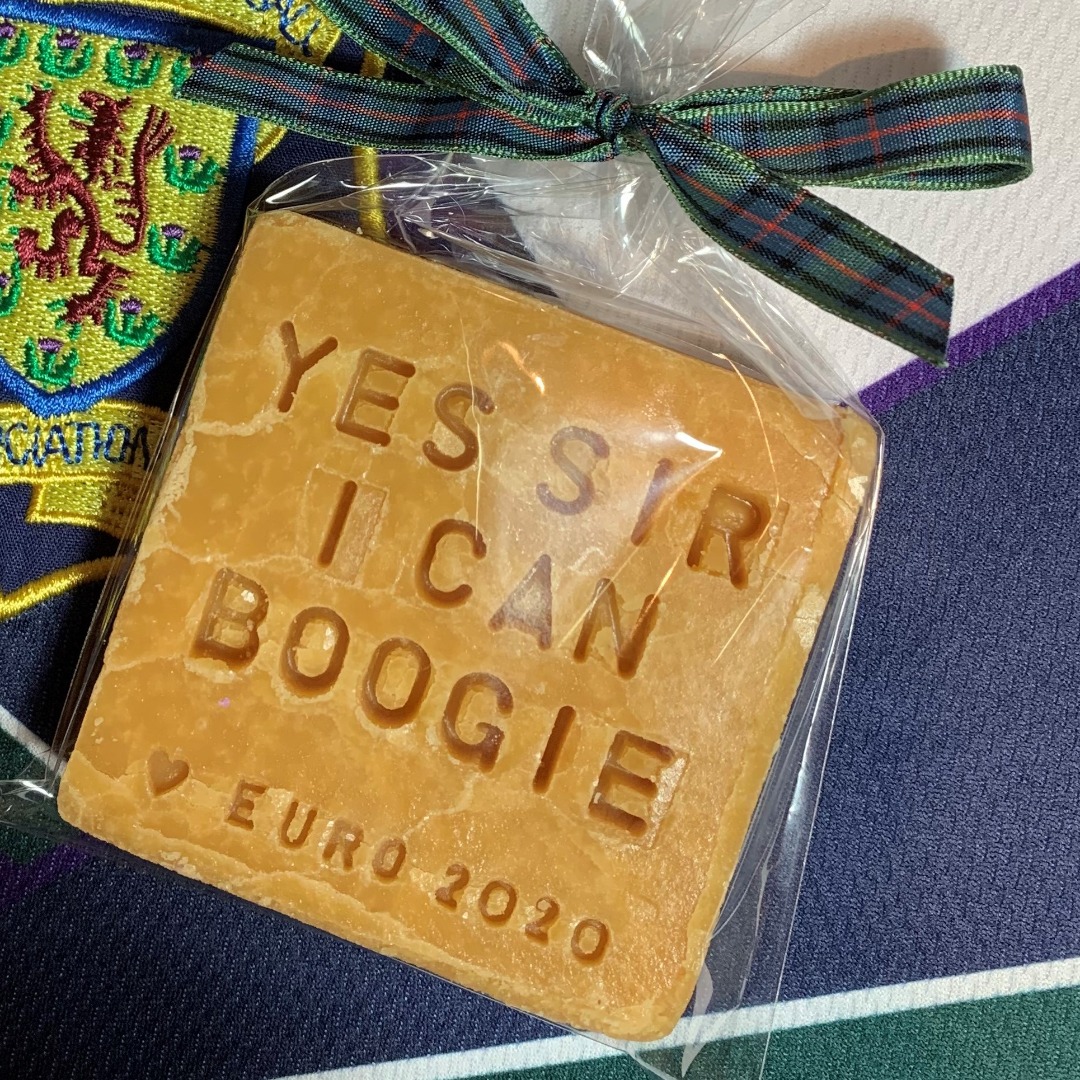 YES SIR
I CAN
BOOGIE
♥ EURO 2020